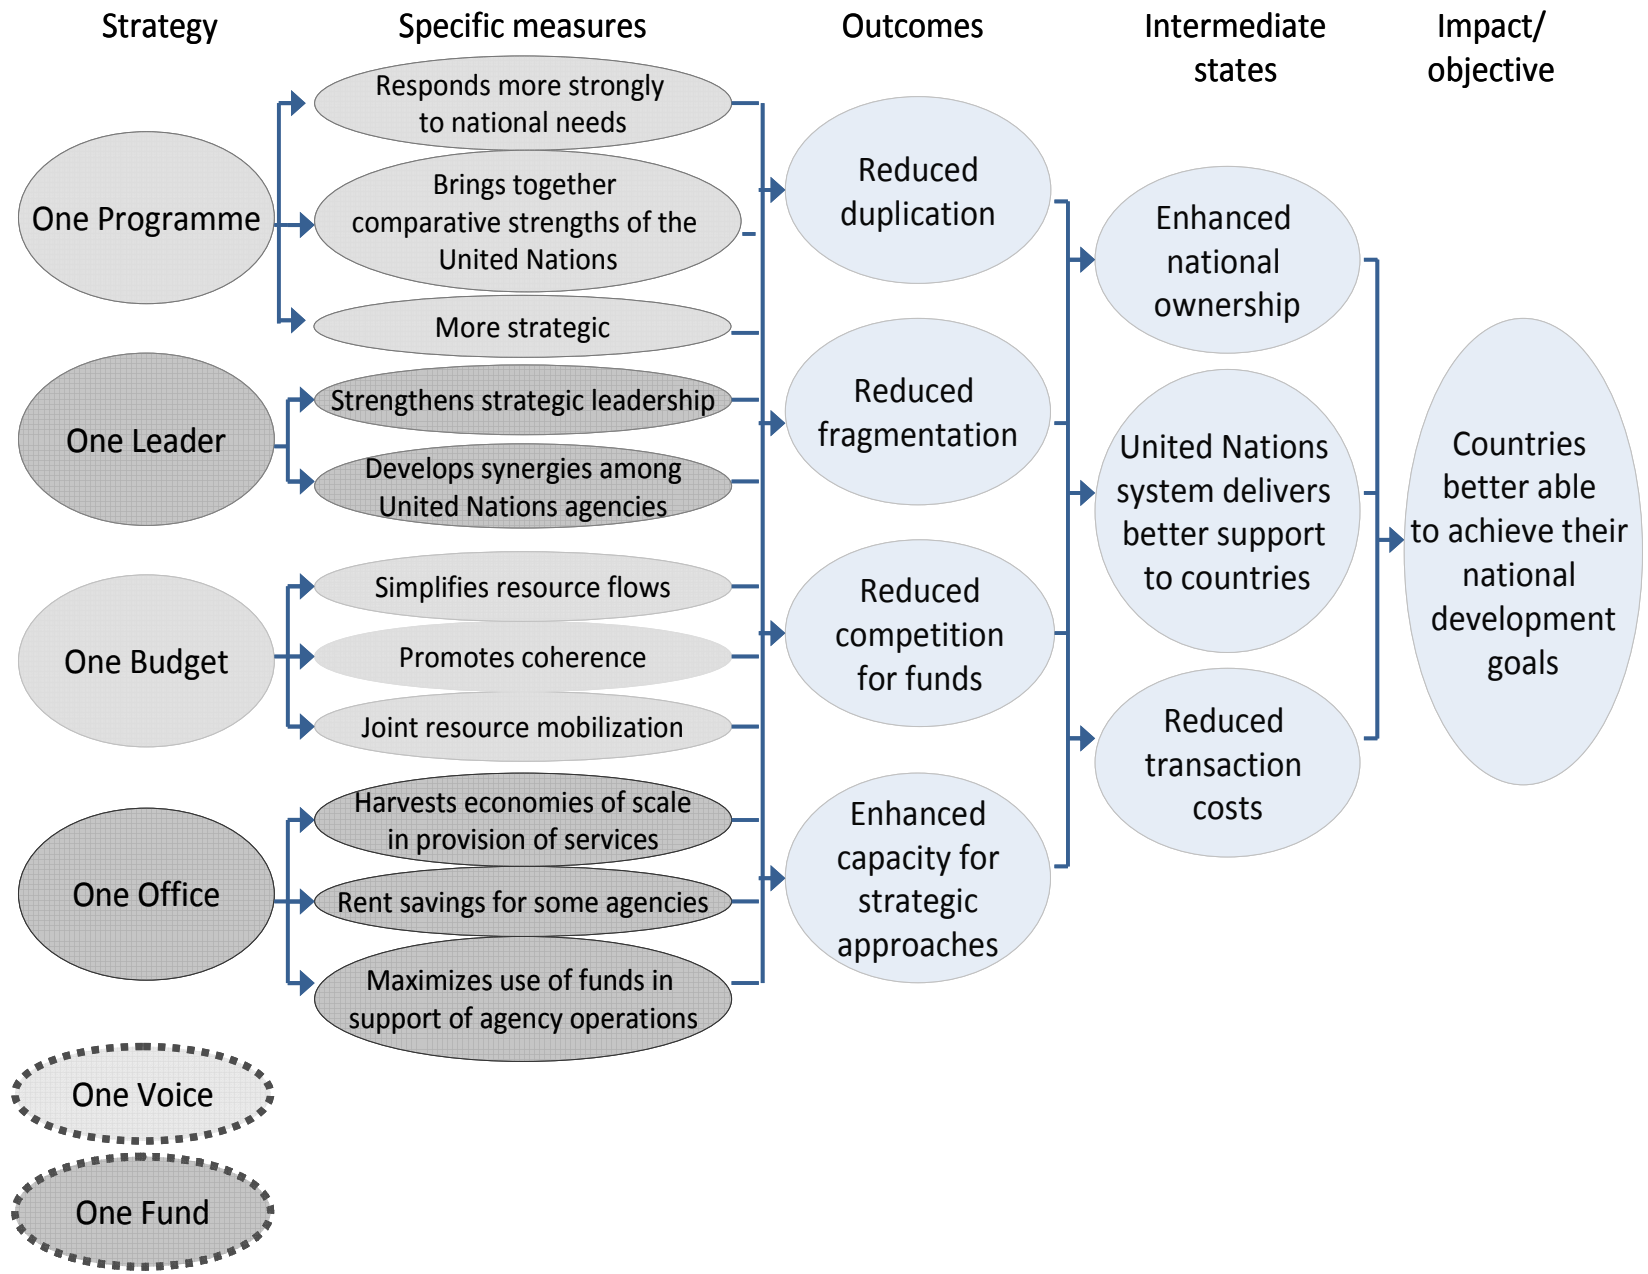 Strategy
Specific measures
Outcomes
Intermediate
states
Impact/
objective
One Programme
Responds more strongly
to national needs
Brings together
comparative strengths of the
United Nations
More strategic
One Leader
Strengthens strategic leadership
Develops synergies among
United Nations agencies
One Budget
Simplifies resource flows
Promotes coherence
Joint resource mobilization
One Office
Harvests economies of scale
in provision of services
Rent savings for some agencies
Maximizes use of funds in
support of agency operations
One Voice
One Fund
Reduced
duplication
Reduced
fragmentation
Reduced
competition
for funds
Enhanced
capacity for
strategic
approaches
Enhanced
national
ownership
United Nations
system delivers
better support
to countries
Reduced
transaction
costs
Countries
better able
to achieve their
national
development
goals